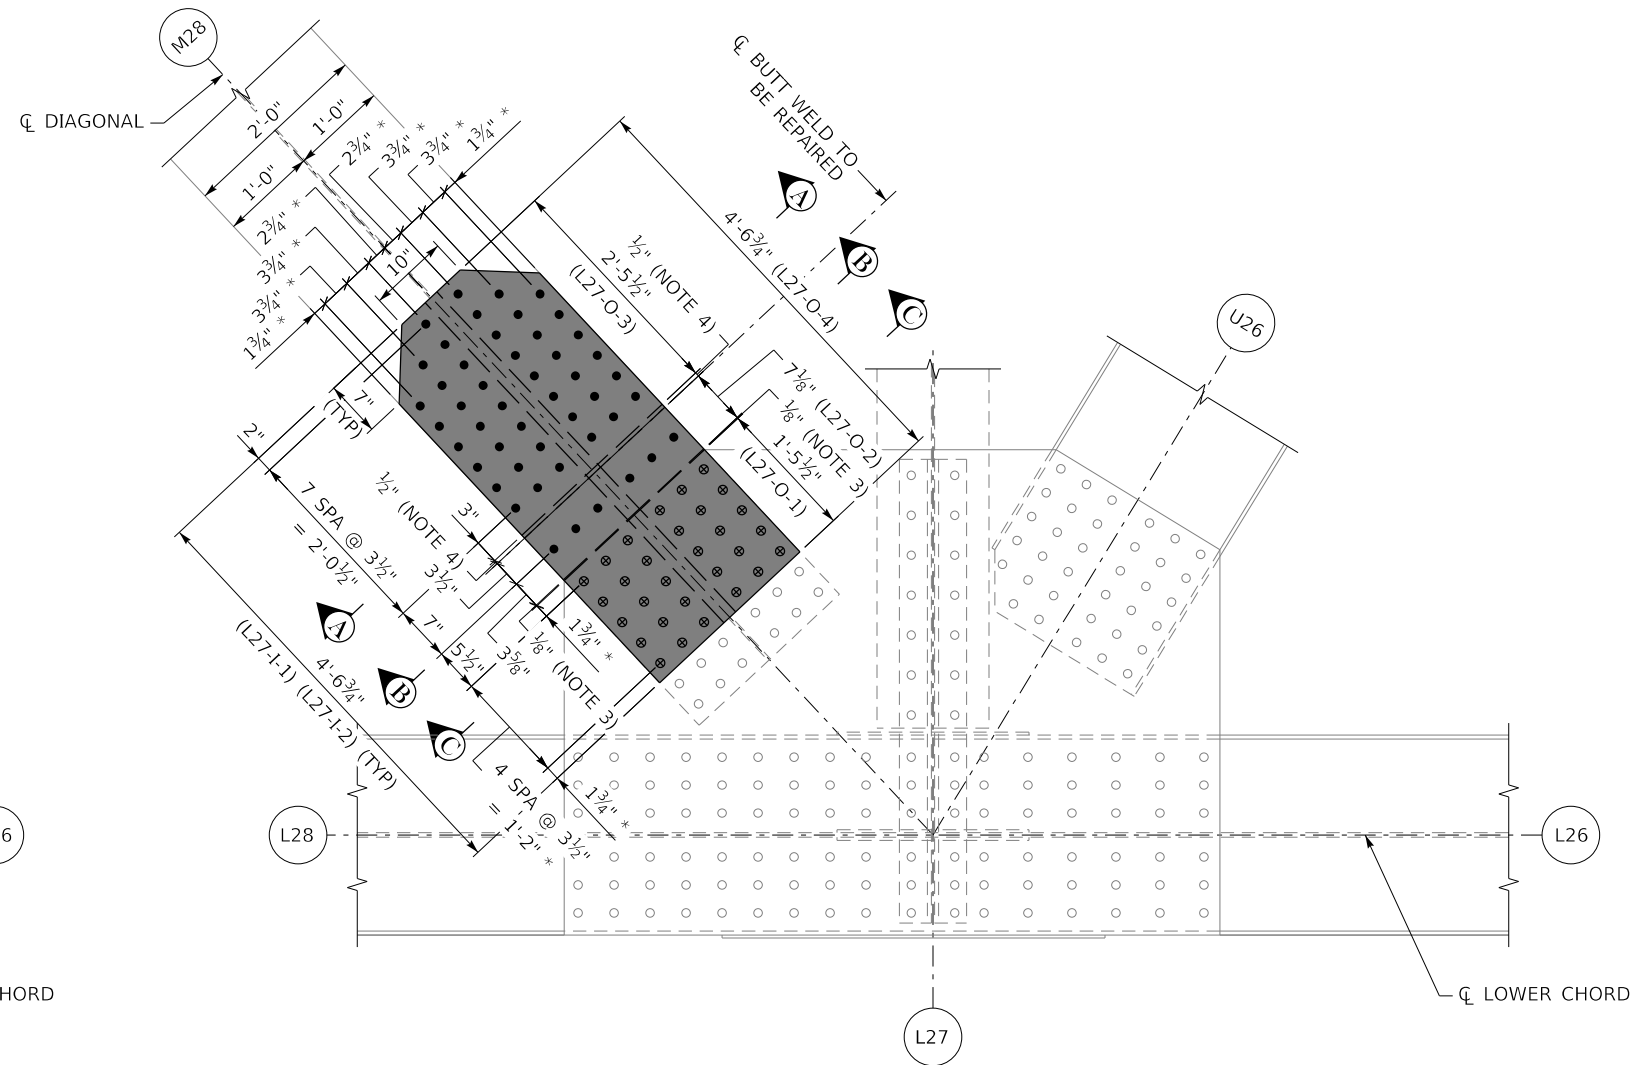 M28
℄ DIAGONAL
2'-0"
1'-0"
1'-0"
2¾" *
3¾" *
3¾" *
1¾" *
2¾" *
3¾" *
3¾" *
1¾" *
10"
℄ BUTT WELD TO
BE REPAIRED
A
B
C
4'-6¾" (L27-O-4)
½" (NOTE 4)
2'-5½"
(L27-O-3)
7⅛" (L27-O-2)
⅛" (NOTE 3)
1'-5½"
(L27-O-1)
U26
7"
(TYP)
2"
7 SPA @ 3½"
= 2'-0½"
½" (NOTE 4)
3"
3½"
7"
5½"
3⅝"
⅛" (NOTE 3)
1¾" *
A
B
C
4'-6¾"
(L27-I-1) (L27-I-2) (TYP)
4 SPA @ 3½"
= 1'-2" *
1¾" *
6
L28
L26
HORD
℄ LOWER CHORD
L27